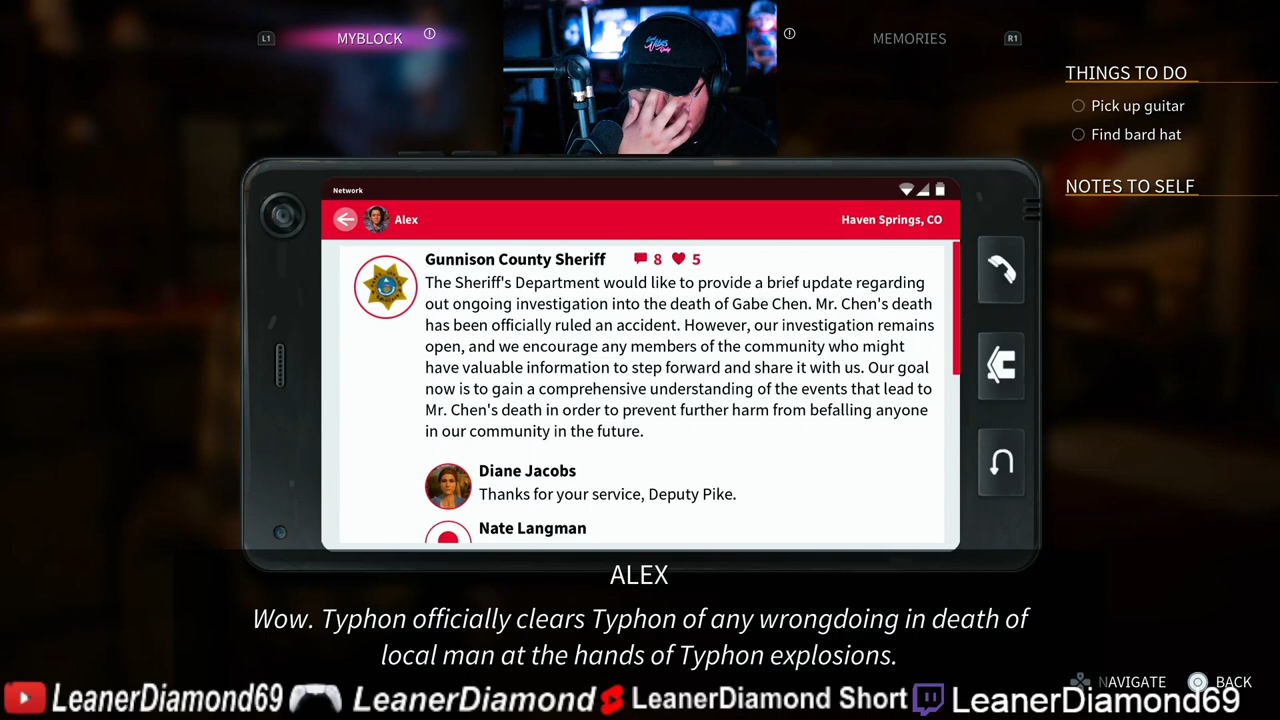 L1
MYBLOCK
MEMORIES
R1
THINGS TO DO
Pick up guitar
Find bard hat
NOTES TO SELF
Network
Alex
Haven Springs, CO
Gunnison County Sheriff 8 5
The Sheriff's Department would like to provide a brief update regarding
out ongoing investigation into the death of Gabe Chen. Mr. Chen's death
has been officially ruled an accident. However, our investigation remains
open, and we encourage any members of the community who might
have valuable information to step forward and share it with us. Our goal
now is to gain a comprehensive understanding of the events that lead to
Mr. Chen's death in order to prevent further harm from befalling anyone
in our community in the future.
Diane Jacobs
Thanks for your service, Deputy Pike.
Nate Langman
ALEX
Wow. Typhon officially clears Typhon of any wrongdoing in death of
local man at the hands of Typhon explosions.
NAVIGATE
BACK
LeanerDiamond69 LeanerDiamond LeanerDiamond Short LeanerDiamond69